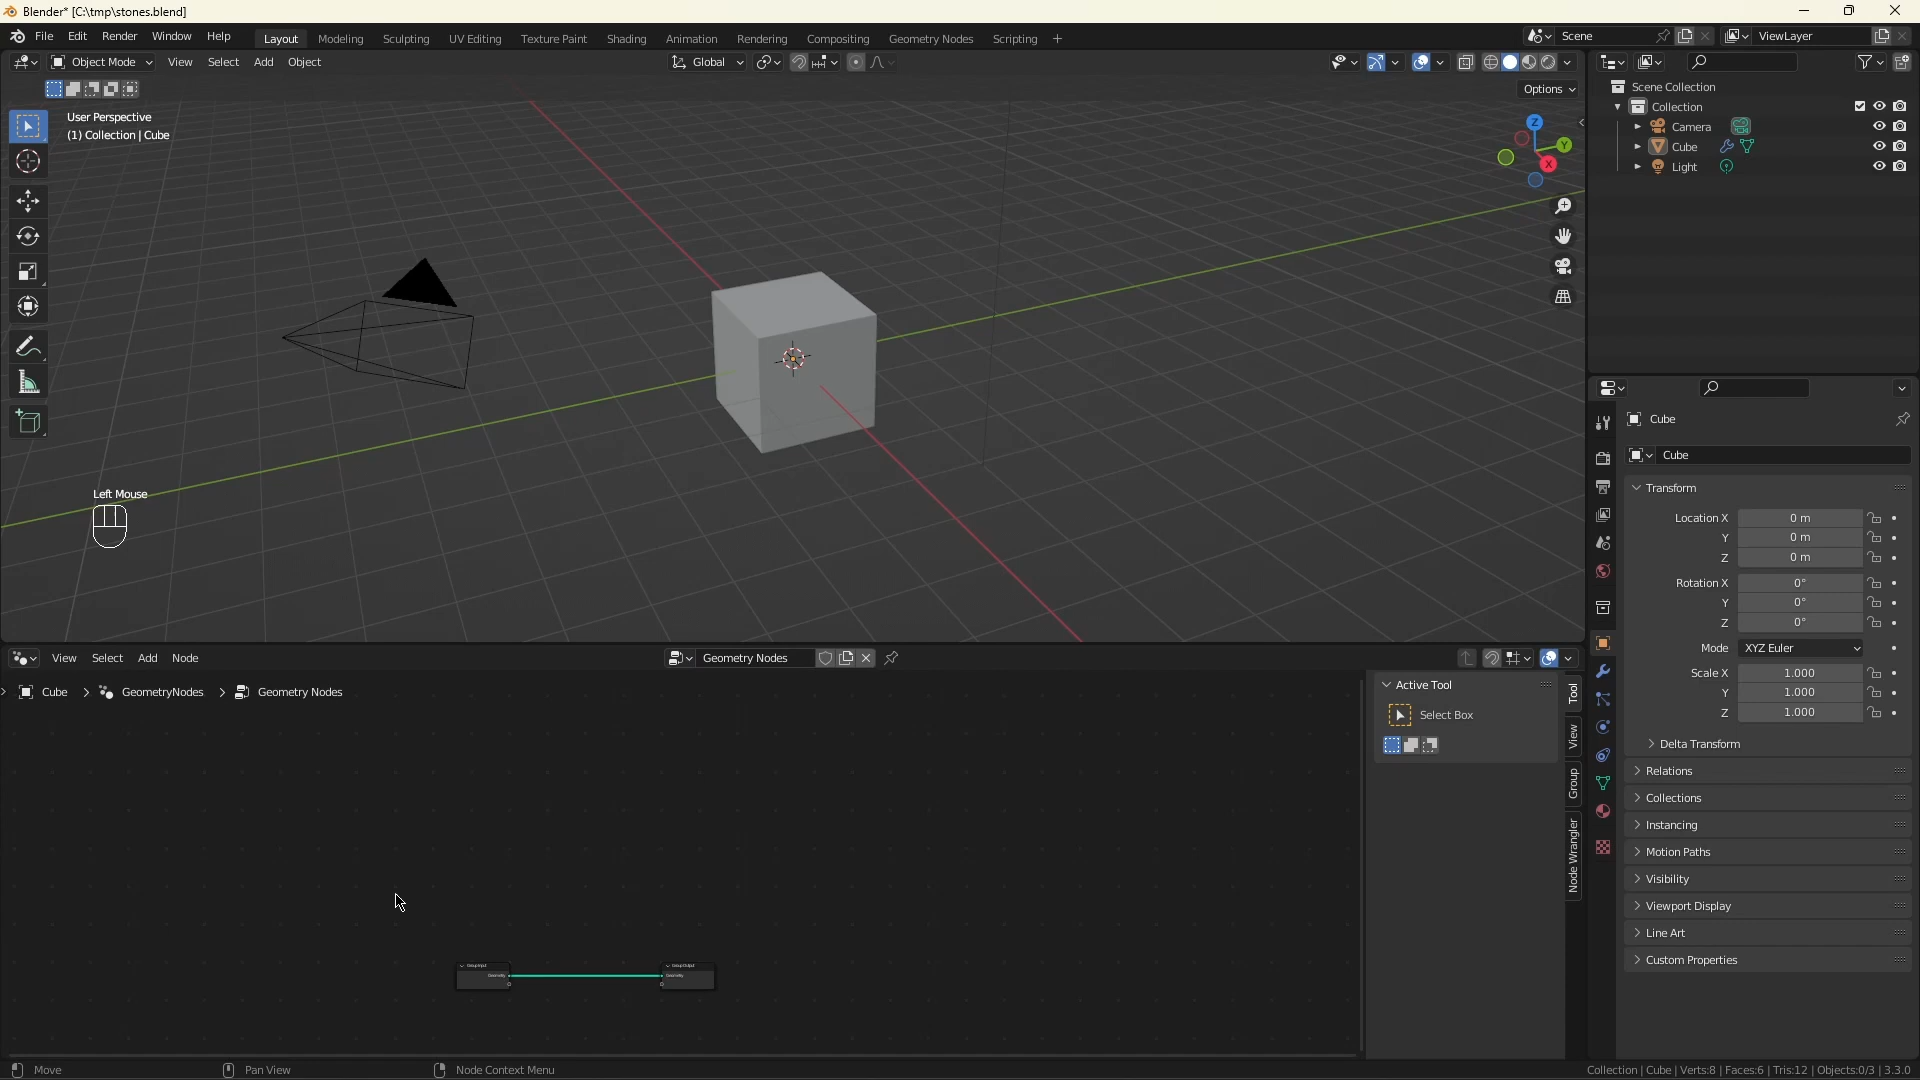 Blender* [C:\tmp\stones.blend]
File Edit Render Window Help Layout Modeling Sculpting UV Editing Texture Paint Shading Animation Rendering Compositing Geometry Nodes Scripting + Scene ViewLayer
Object Mode View Select Add Object Global
Options
User Perspective
(1) Collection | Cube
Z
Y
X
Left Mouse
Scene Collection
Collection
Camera
Cube
Light
Cube
Cube
Transform
Location X 0 m
Y 0 m
Z 0 m
Rotation X 0°
Y 0°
Z 0°
Mode XYZ Euler
Scale X 1.000
Y 1.000
Z 1.000
Delta Transform
Relations
Collections
Instancing
Motion Paths
Visibility
Viewport Display
Line Art
Custom Properties
View Select Add Node Geometry Nodes
Cube > GeometryNodes > Geometry Nodes
Active Tool
Select Box
Tool
View
Group
Node Wrangler
Group Input
Geometry
Group Output
Geometry
Move Pan View Node Context Menu Collection | Cube | Verts:8 | Faces:6 | Tris:12 | Objects:0/3 | 3.3.0